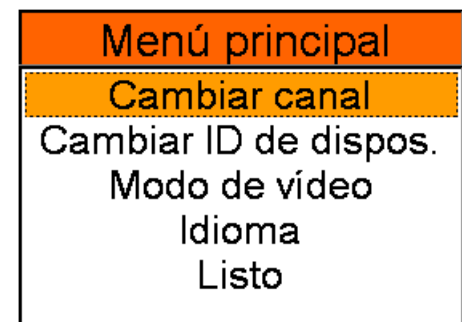 Menú principal
Cambiar canal
Cambiar ID de dispos.
Modo de vídeo
Idioma
Listo